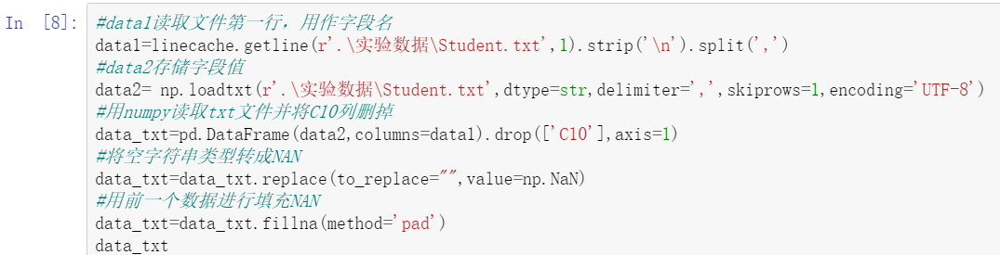 In [8]: #data1读取文件第一行，用作字段名
data1=linecache.getline(r'.\实验数据\Student.txt',1).strip('\n').split(',')
#data2存储字段值
data2= np.loadtxt(r'.\实验数据\Student.txt',dtype=str,delimiter=',',skiprows=1,encoding='UTF-8')
#用numpy读取txt文件并将C10列删掉
data_txt=pd.DataFrame(data2,columns=data1).drop(['C10'],axis=1)
#将空字符串类型转成NAN
data_txt=data_txt.replace(to_replace="",value=np.NaN)
#用前一个数据进行填充NAN
data_txt=data_txt.fillna(method='pad')
data_txt